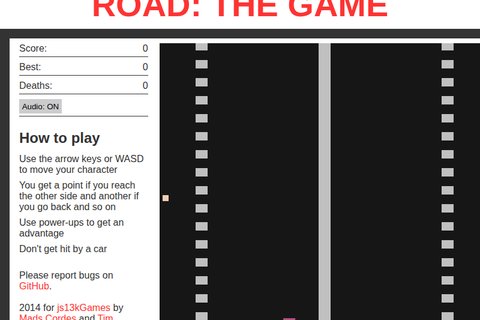 ROAD: THE GAME
Score: 0
Best: 0
Deaths: 0
Audio: ON
How to play
Use the arrow keys or WASD
to move your character
You get a point if you reach
the other side and another if
you go back and so on
Use power-ups to get an
advantage
Don't get hit by a car
Please report bugs on
GitHub.
2014 for js13kGames by
Mads Cordes and Tim